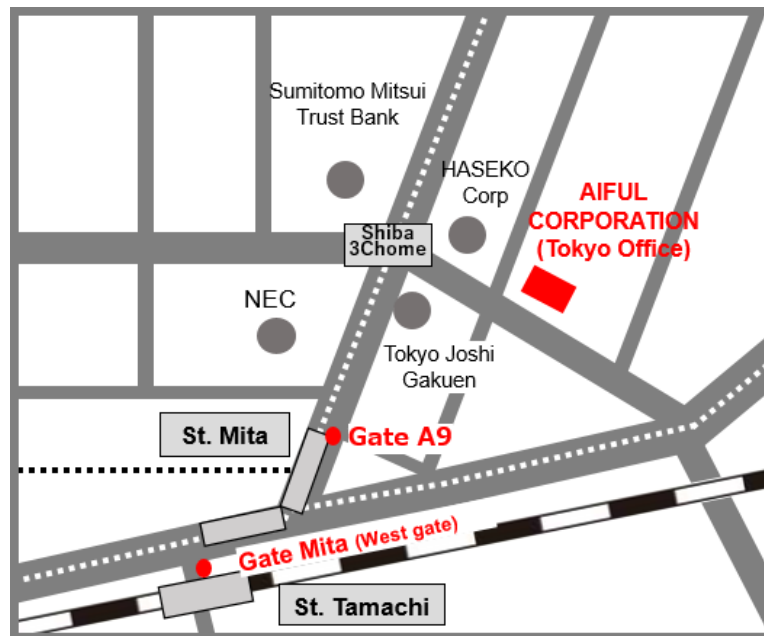 Sumitomo Mitsui
Trust Bank
HASEKO
Corp
AIFUL
CORPORATION
(Tokyo Office)
Shiba
3Chome
NEC
Tokyo Joshi
Gakuen
St. Mita
Gate A9
Gate Mita (West gate)
St. Tamachi